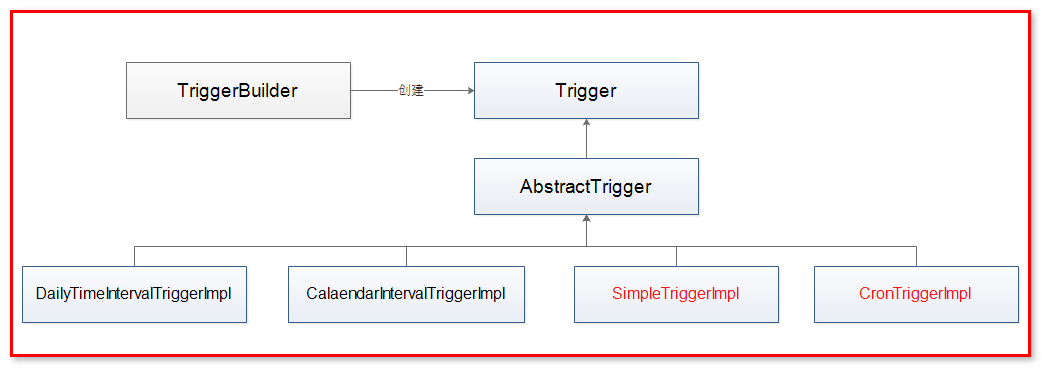 TriggerBuilder
创建
Trigger
AbstractTrigger
DailyTimeIntervalTriggerImpl
CalaendarIntervalTriggerImpl
SimpleTriggerImpl
CronTriggerImpl